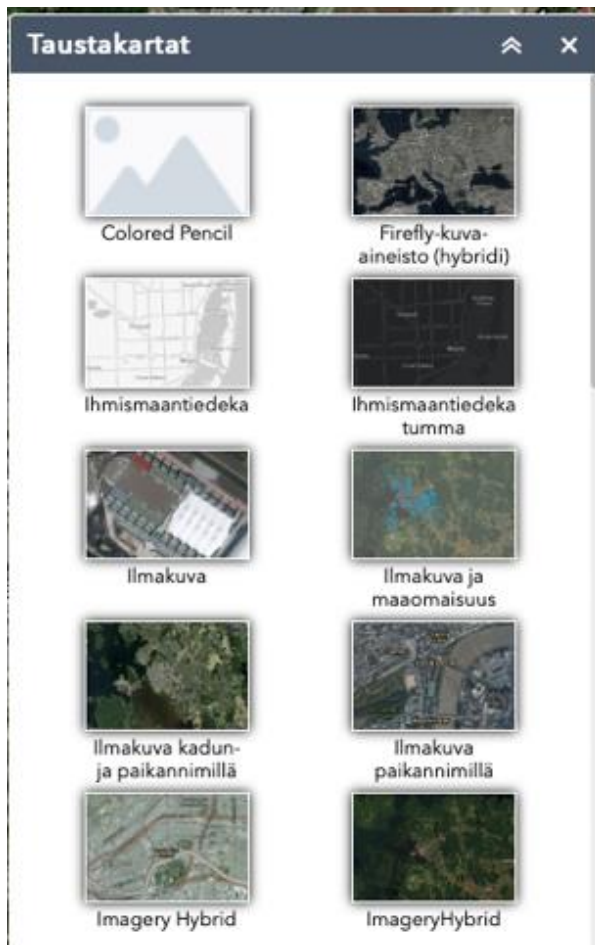 Taustakartat
Colored Pencil
Firefly-kuva-
aineisto (hybridi)
Ihmismaantiedeka
Ihmismaantiedeka
tumma
Ilmakuva
Ilmakuva ja
maaomaisuus
Ilmakuva kadun-
ja paikannimillä
Ilmakuva
paikannimillä
Imagery Hybrid
ImageryHybrid